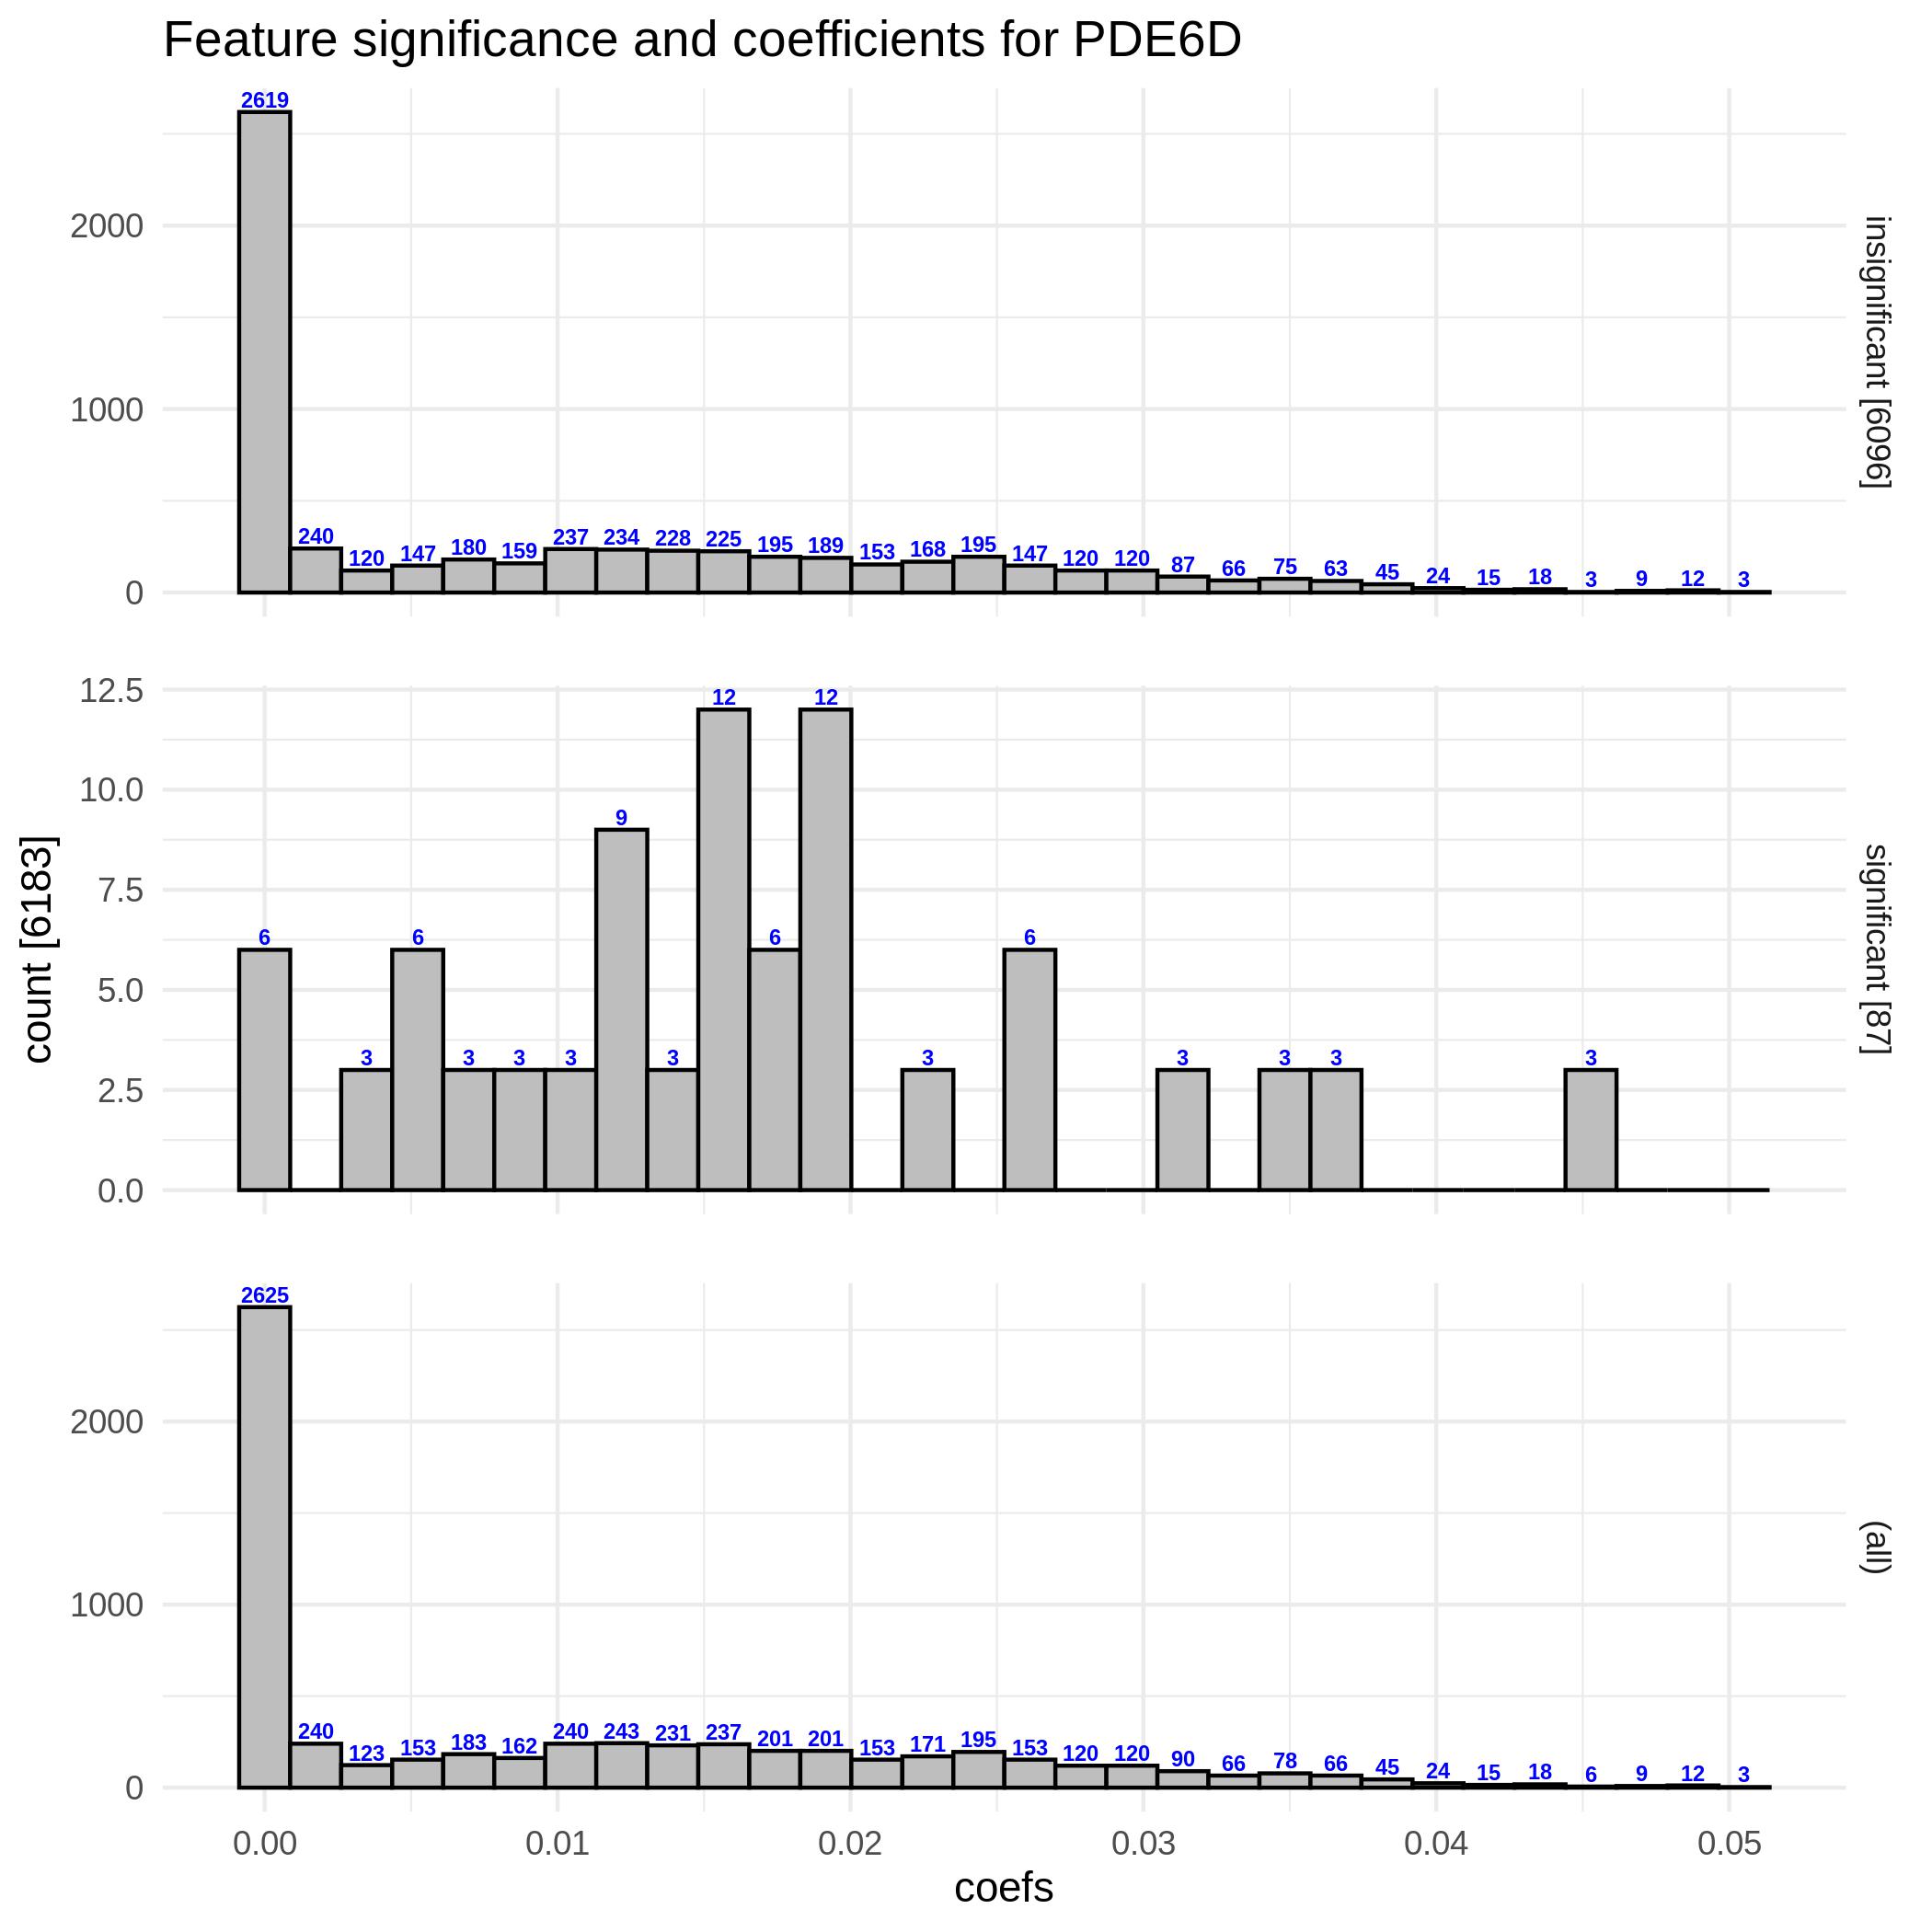 Feature significance and coefficients for PDE6D
2619
240 120 147 180 159 237 234 228 225 195 189 153 168 195 147 120 120 87 66 75 63 45 24 15 18 3 9 12 3
2000
1000
0
insignificant [6096]
12.5
10.0
7.5
5.0
2.5
0.0
6 3 6 3 3 3 9 3 12 6 12 3 6 3 3 3 3
significant [87]
count [6183]
2625
240 123 153 183 162 240 243 231 237 201 201 153 171 195 153 120 120 90 66 78 66 45 24 15 18 6 9 12 3
2000
1000
0
(all)
0.00 0.01 0.02 0.03 0.04 0.05
coefs